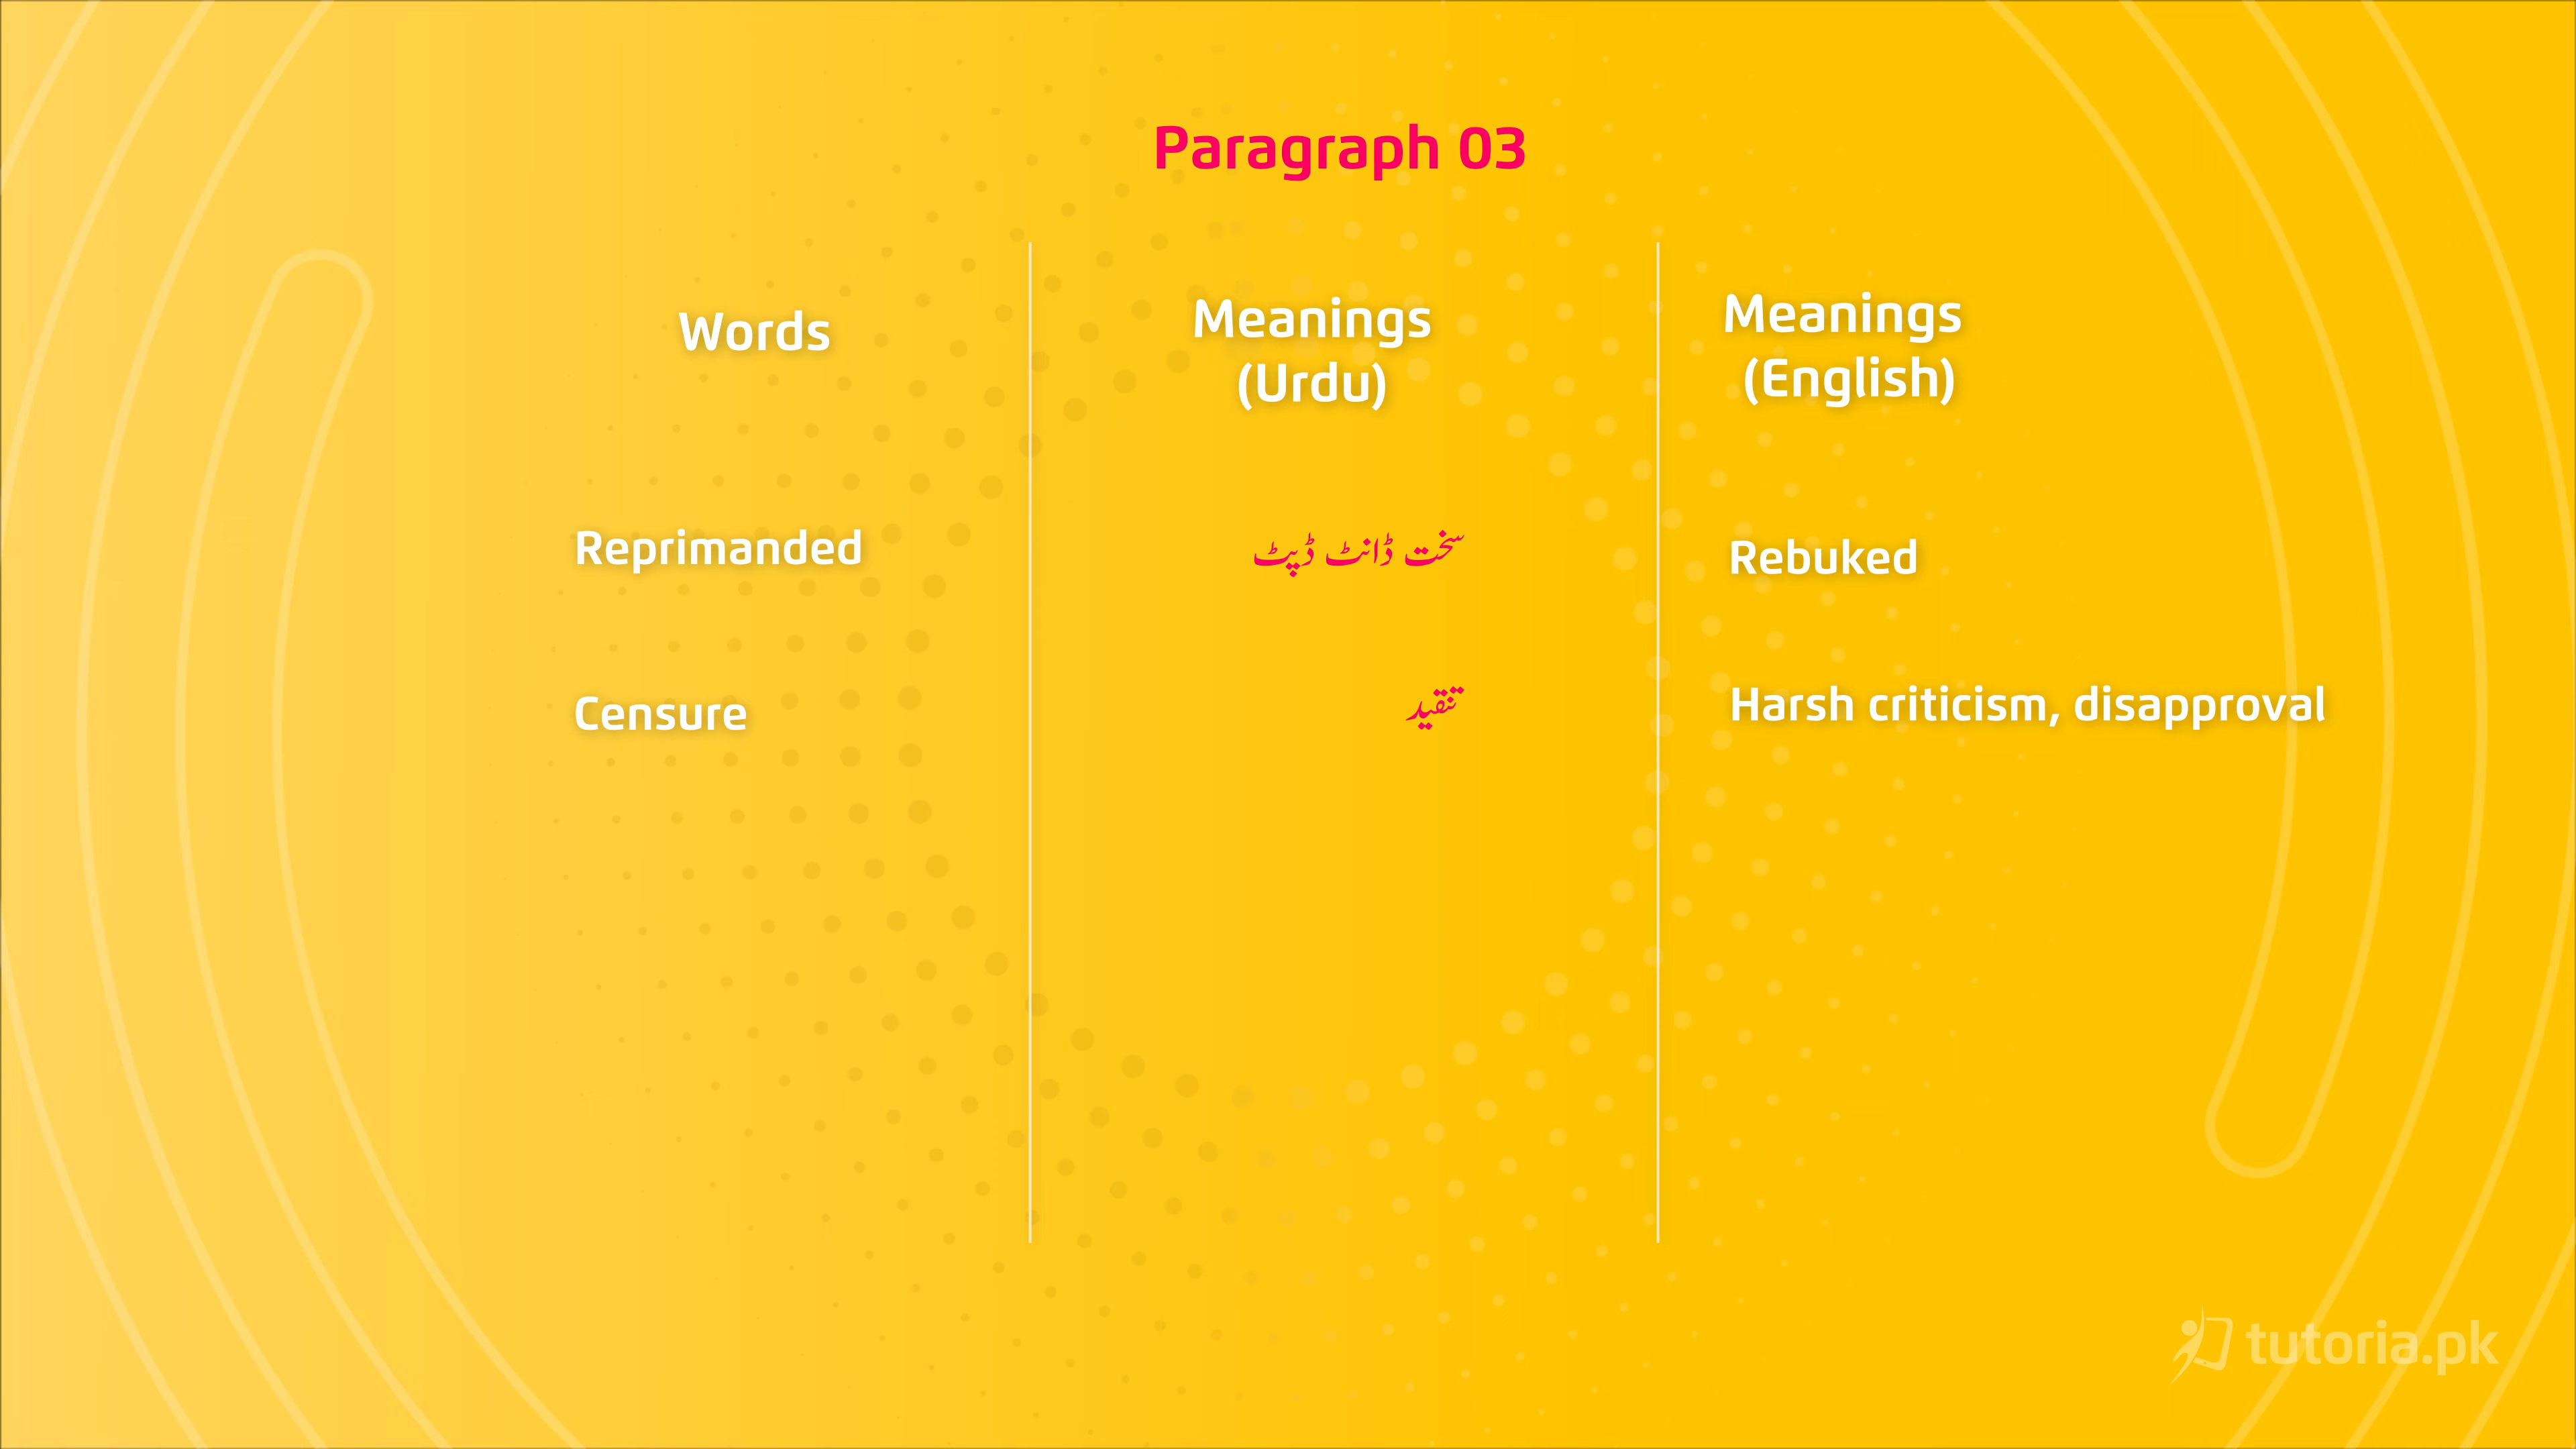 Paragraph 03
Words
Meanings
(Urdu)
Meanings
(English)
Reprimanded
سخت ڈانٹ ڈپٹ
Rebuked
Censure
تنقید
Harsh criticism, disapproval
tutoria.pk